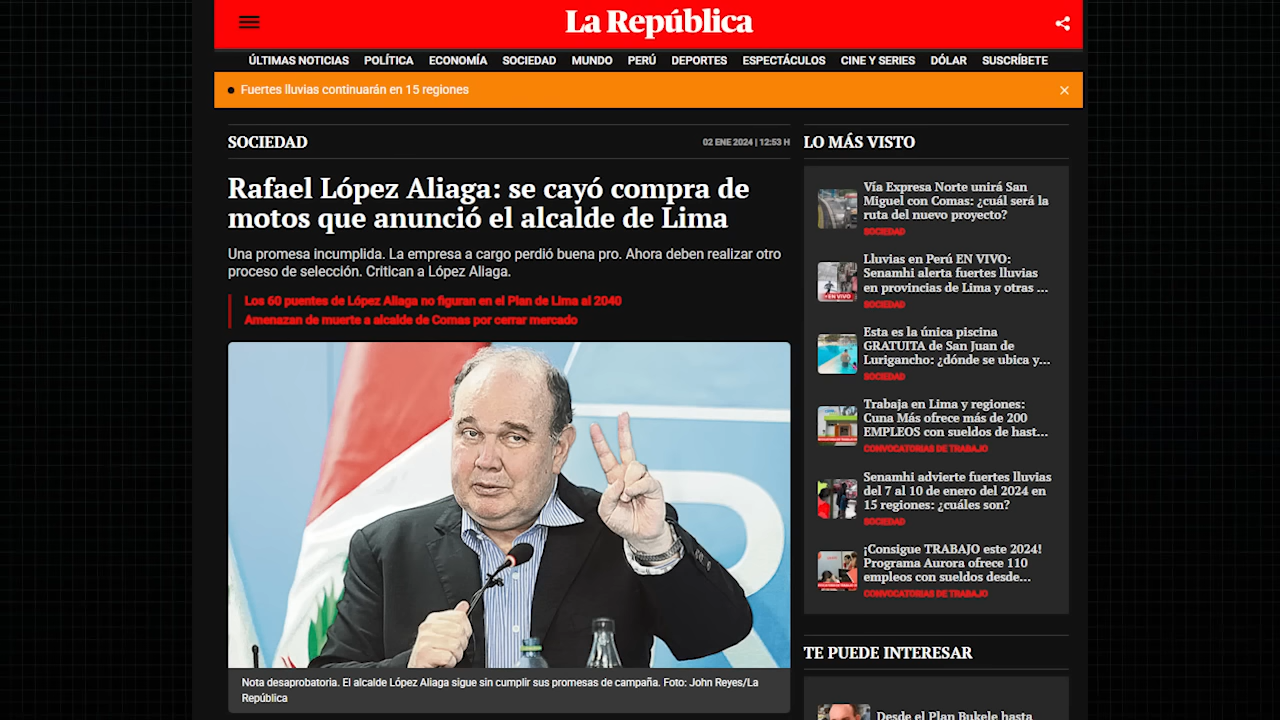 La República
ÚLTIMAS NOTICIAS POLÍTICA ECONOMÍA SOCIEDAD MUNDO PERÚ DEPORTES ESPECTÁCULOS CINE Y SERIES DÓLAR SUSCRÍBETE
Fuertes lluvias continuarán en 15 regiones
SOCIEDAD
02 ENE 2024 | 12:53 H
Rafael López Aliaga: se cayó compra de
motos que anunció el alcalde de Lima
Una promesa incumplida. La empresa a cargo perdió buena pro. Ahora deben realizar otro
proceso de selección. Critican a López Aliaga.
Los 60 puentes de López Aliaga no figuran en el Plan de Lima al 2040
Amenazan de muerte a alcalde de Comas por cerrar mercado
Nota desaprobatoria. El alcalde López Aliaga sigue sin cumplir sus promesas de campaña. Foto: John Reyes/La
República
LO MÁS VISTO
Vía Expresa Norte unirá San
Miguel con Comas: ¿cuál será la
ruta del nuevo proyecto?
SOCIEDAD
Lluvias en Perú EN VIVO:
Senamhi alerta fuertes lluvias
en provincias de Lima y otras ...
EN VIVO
SOCIEDAD
Esta es la única piscina
GRATUITA de San Juan de
Lurigancho: ¿dónde se ubica y...
SOCIEDAD
Trabaja en Lima y regiones:
Cuna Más ofrece más de 200
EMPLEOS con sueldos de hast...
CONVOCATORIAS DE TRABAJO
Senamhi advierte fuertes lluvias
del 7 al 10 de enero del 2024 en
15 regiones: ¿cuáles son?
SOCIEDAD
¡Consigue TRABAJO este 2024!
Programa Aurora ofrece 110
empleos con sueldos desde...
CONVOCATORIAS DE TRABAJO
TE PUEDE INTERESAR
Desde el Plan Bukele hasta